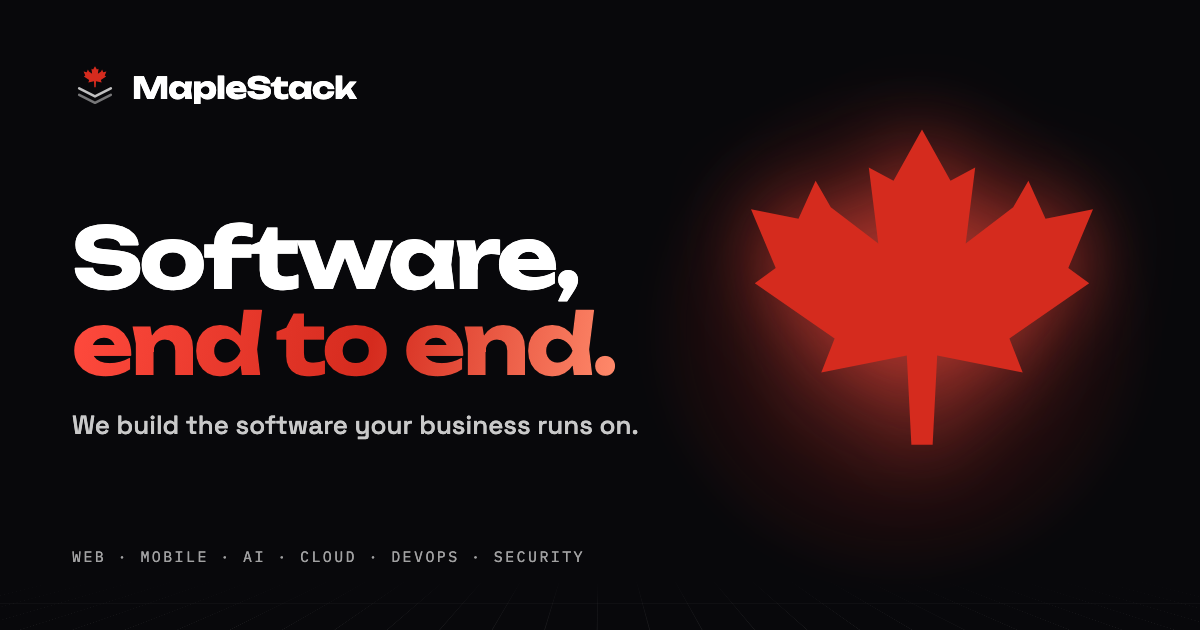 MapleStack
Software,
end to end.
We build the software your business runs on.
WEB · MOBILE · AI · CLOUD · DEVOPS · SECURITY